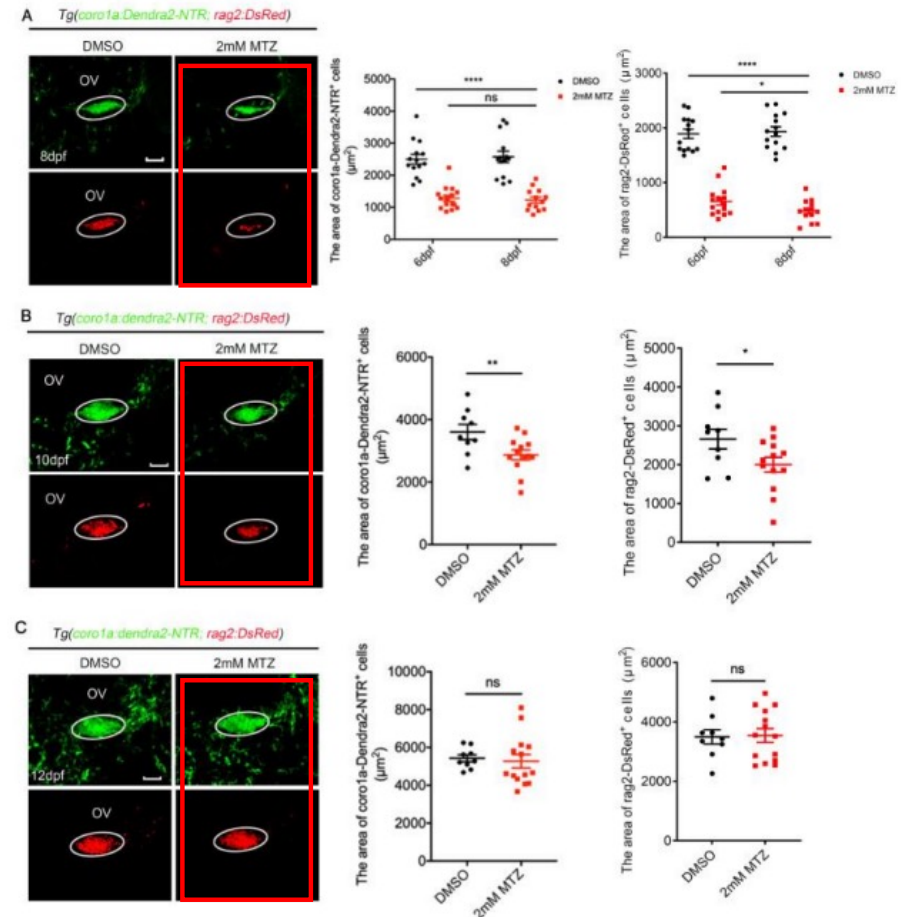 A
Tg(coro1a:Dendra2-NTR; rag2:DsRed)
DMSO
2mM MTZ
OV
8dpf
OV
The area of coro1a-Dendra2-NTR⁺ cells
(μm²)
5000
4000
3000
2000
1000
0
****
ns
DMSO
2mM MTZ
6dpf
8dpf
The area of rag2-DsRed⁺ cells (μm²)
3000
2000
1000
0
****
*
DMSO
2mM MTZ
6dpf
8dpf
B
Tg(coro1a:dendra2-NTR; rag2:DsRed)
DMSO
2mM MTZ
OV
10dpf
OV
The area of coro1a-Dendra2-NTR⁺ cells
(μm²)
6000
4000
2000
0
**
DMSO
2mM MTZ
The area of rag2-DsRed⁺ cells (μm²)
5000
4000
3000
2000
1000
0
*
DMSO
2mM MTZ
C
Tg(coro1a:dendra2-NTR; rag2:DsRed)
DMSO
2mM MTZ
OV
12dpf
OV
The area of coro1a-Dendra2-NTR⁺ cells
(μm²)
10000
8000
6000
4000
2000
0
ns
DMSO
2mM MTZ
The area of rag2-DsRed⁺ cells (μm²)
6000
4000
2000
0
ns
DMSO
2mM MTZ